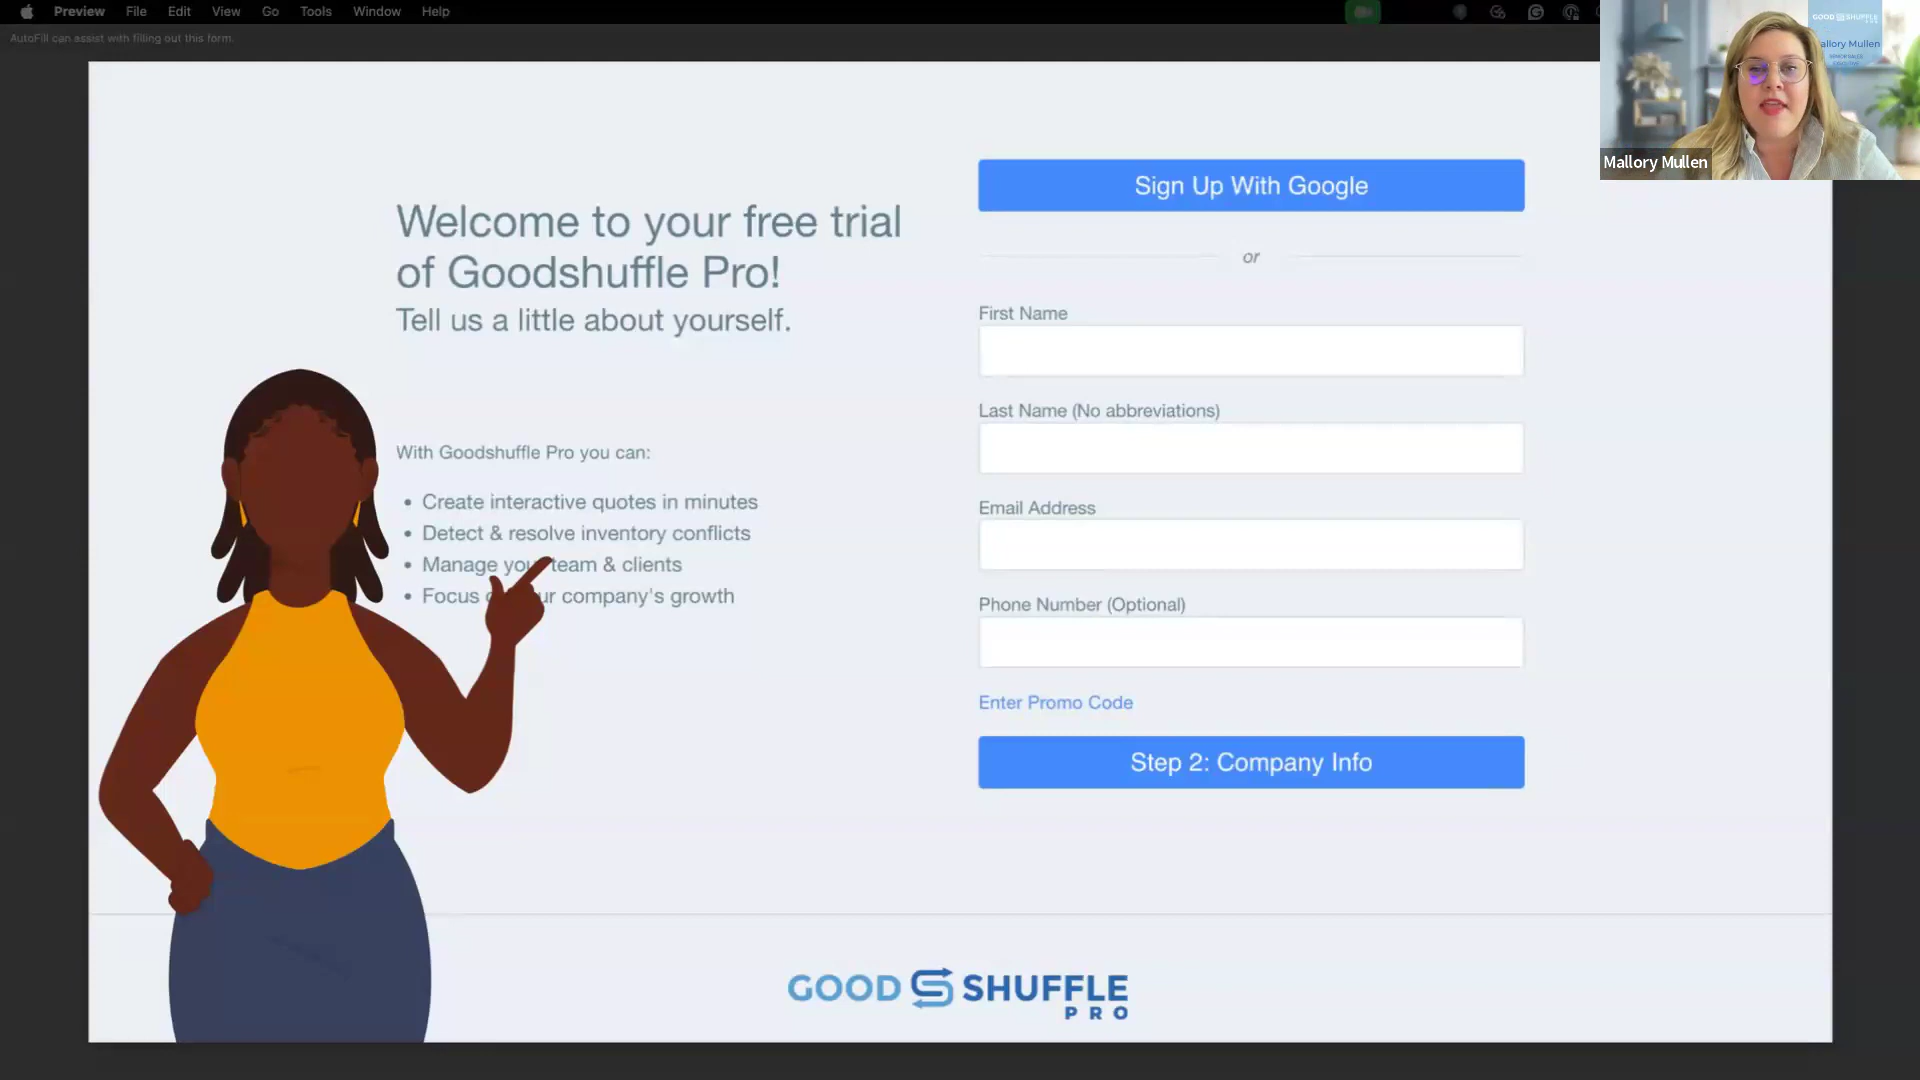 Preview File Edit View Go Tools Window Help
AutoFill can assist with filling out this form.
GOOD SHUFFLE
Mallory Mullen
Mallory Mullen
Welcome to your free trial
of Goodshuffle Pro!
Tell us a little about yourself.
With Goodshuffle Pro you can:
• Create interactive quotes in minutes
• Detect & resolve inventory conflicts
• Manage you team & clients
• Focus ur company's growth
Sign Up With Google
or
First Name
Last Name (No abbreviations)
Email Address
Phone Number (Optional)
Enter Promo Code
Step 2: Company Info
GOOD SHUFFLE
PRO